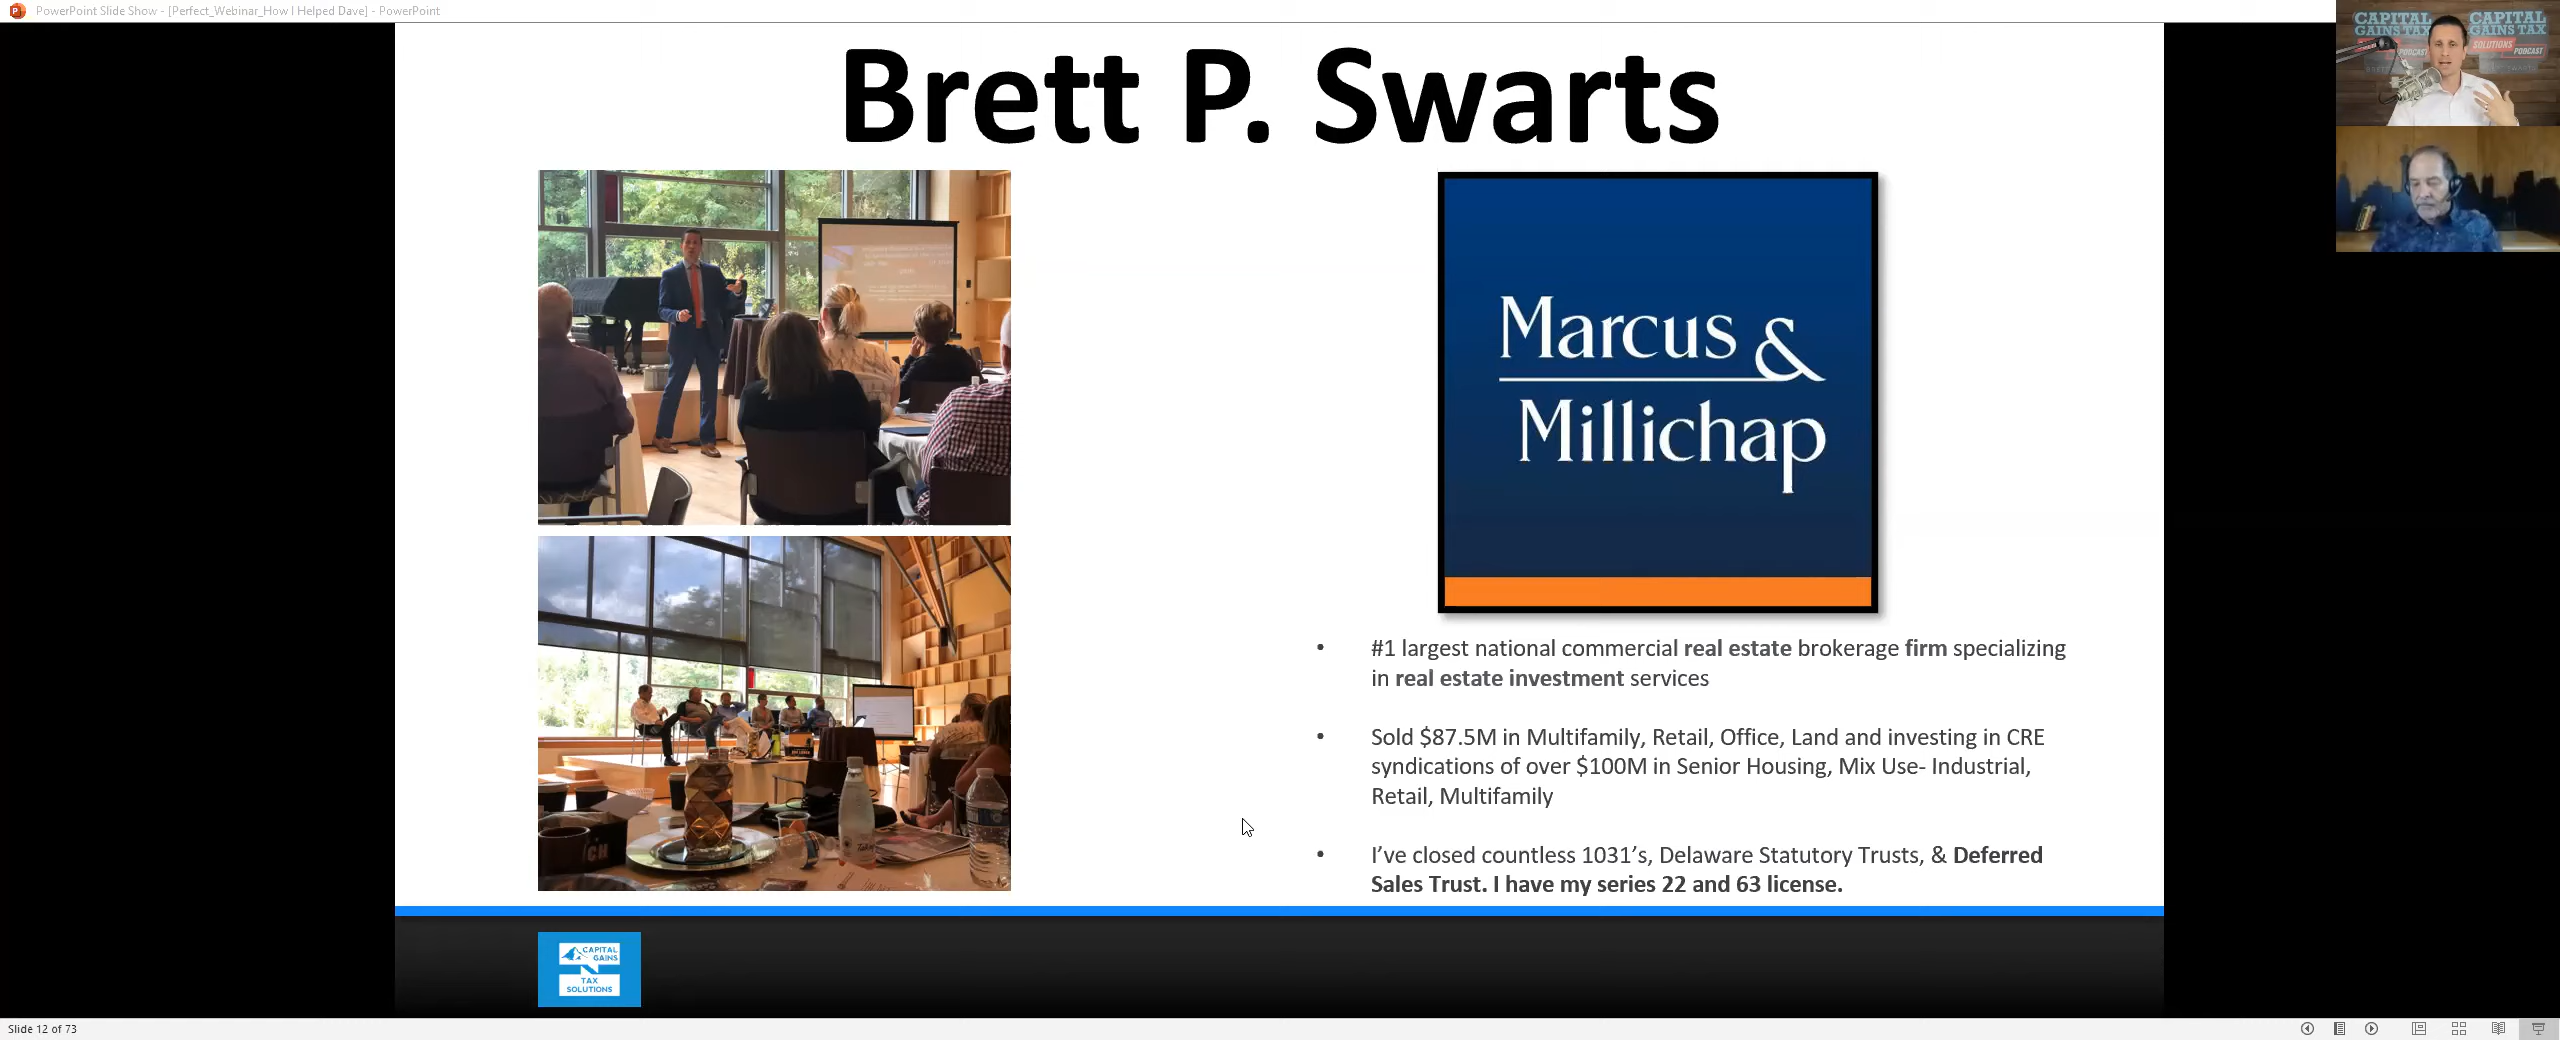 PowerPoint Slide Show - [Perfect_Webinar_How I Helped Dave] - PowerPoint
CAPITAL
GAINS TAX
PODCAST
CAPITAL
GAINS TAX
SOLUTIONS
PODCAST
Brett P. Swarts
Marcus &
Millichap
• #1 largest national commercial real estate brokerage firm specializing
in real estate investment services
• Sold $87.5M in Multifamily, Retail, Office, Land and investing in CRE
syndications of over $100M in Senior Housing, Mix Use- Industrial,
Retail, Multifamily
• I’ve closed countless 1031’s, Delaware Statutory Trusts, & Deferred
Sales Trust. I have my series 22 and 63 license.
CAPITAL
GAINS
TAX
SOLUTIONS
Slide 12 of 73